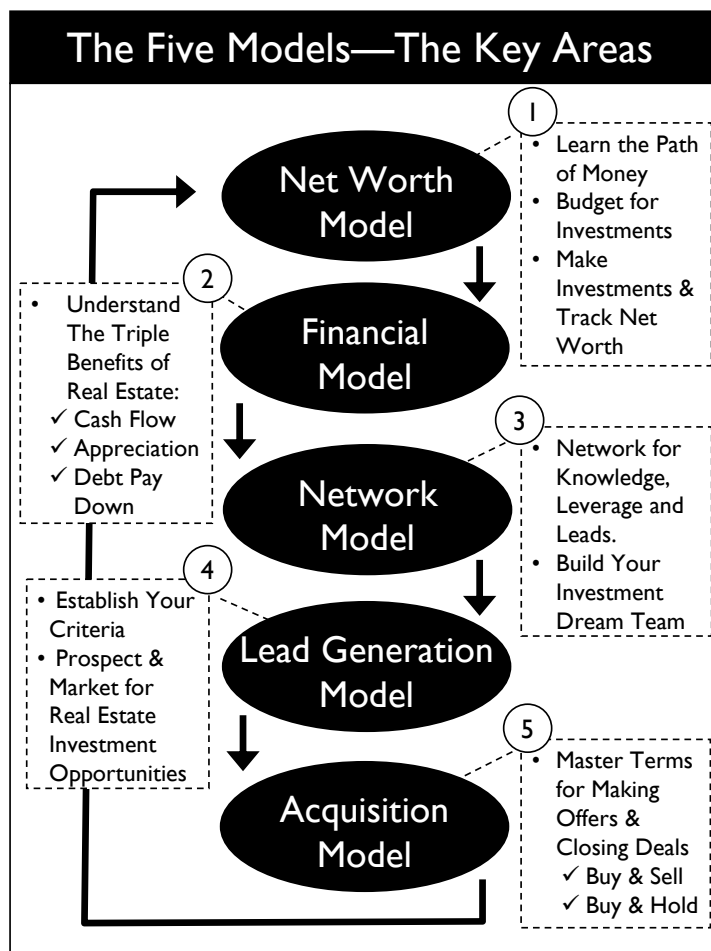 The Five Models—The Key Areas
1
Net Worth
Model
• Learn the Path
of Money
• Budget for
Investments
• Make
Investments &
Track Net
Worth
2
Financial
Model
• Understand
The Triple
Benefits of
Real Estate:
✓ Cash Flow
✓ Appreciation
✓ Debt Pay
Down
3
Network
Model
• Network for
Knowledge,
Leverage and
Leads.
• Build Your
Investment
Dream Team
4
Lead Generation
Model
• Establish Your
Criteria
• Prospect &
Market for
Real Estate
Investment
Opportunities
5
Acquisition
Model
• Master Terms
for Making
Offers &
Closing Deals
✓ Buy & Sell
✓ Buy & Hold